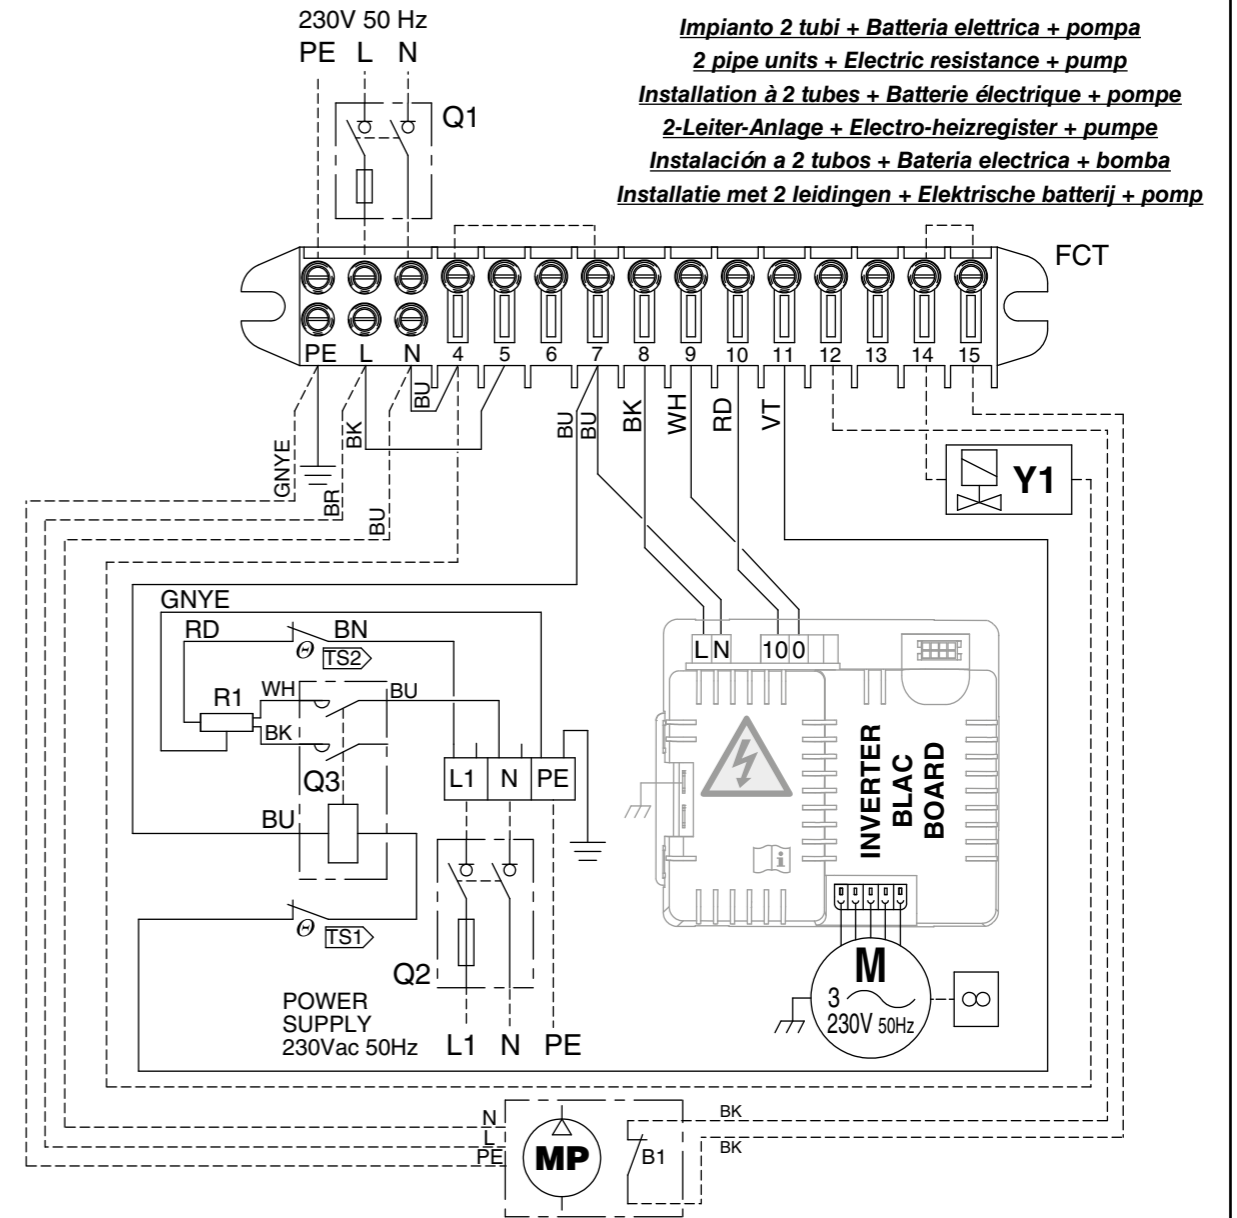 230V 50 Hz
PE L N
Q1
Impianto 2 tubi + Batteria elettrica + pompa
2 pipe units + Electric resistance + pump
Installation à 2 tubes + Batterie électrique + pompe
2-Leiter-Anlage + Electro-heizregister + pumpe
Instalación a 2 tubos + Bateria electrica + bomba
Installatie met 2 leidingen + Elektrische batterij + pomp
FCT
PE L N 4 5 6 7 8 9 10 11 12 13 14 15
GNYE
BR
BK
BU
BU
BU
BU
BK
WH
RD
VT
Y1
GNYE
RD
BN
Θ TS2
R1
WH
BU
BK
Q3
BU
L1 N PE
Θ TS1
Q2
POWER
SUPPLY
230Vac 50Hz
L1 N PE
L N 10 0
INVERTER
BLAC
BOARD
i
M
3
230V 50Hz
N
L
PE
MP
B1
BK
BK